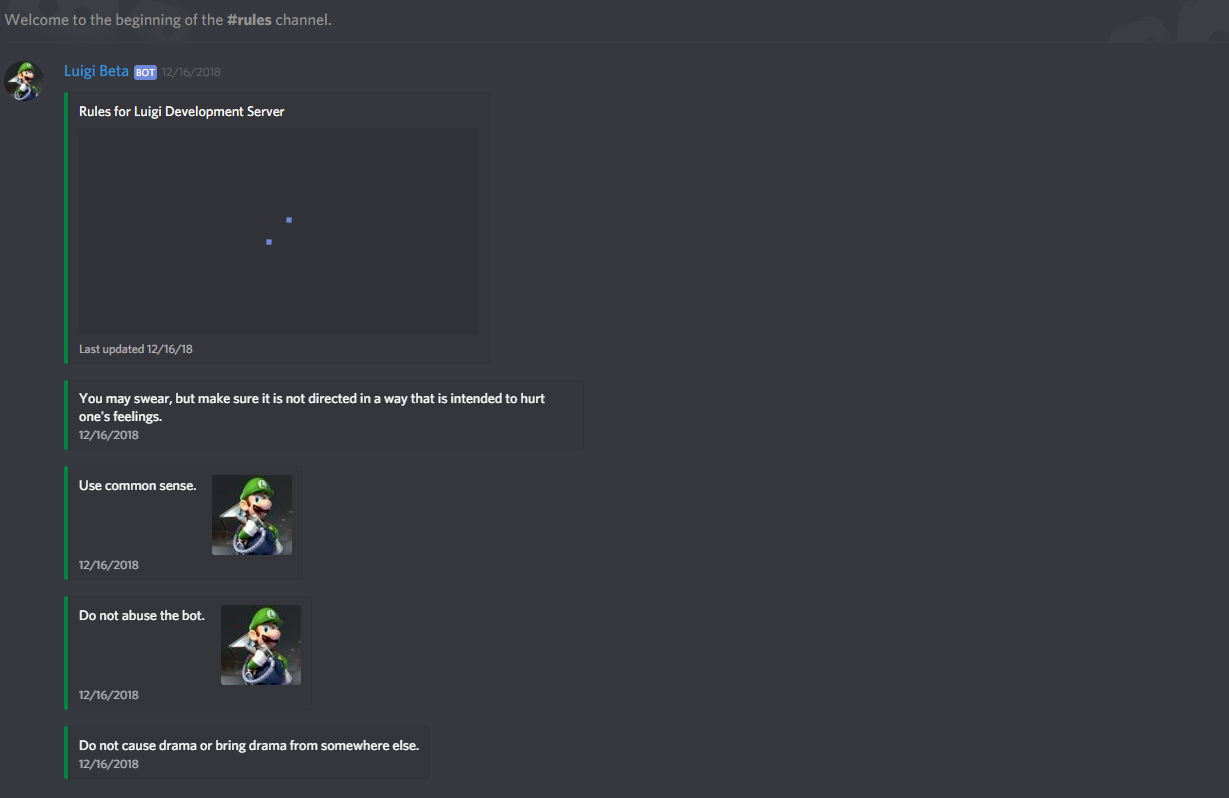 Welcome to the beginning of the #rules channel.
Luigi Beta BOT 12/16/2018
Rules for Luigi Development Server
Last updated 12/16/18
You may swear, but make sure it is not directed in a way that is intended to hurt
one's feelings.
12/16/2018
Use common sense.
12/16/2018
Do not abuse the bot.
12/16/2018
Do not cause drama or bring drama from somewhere else.
12/16/2018